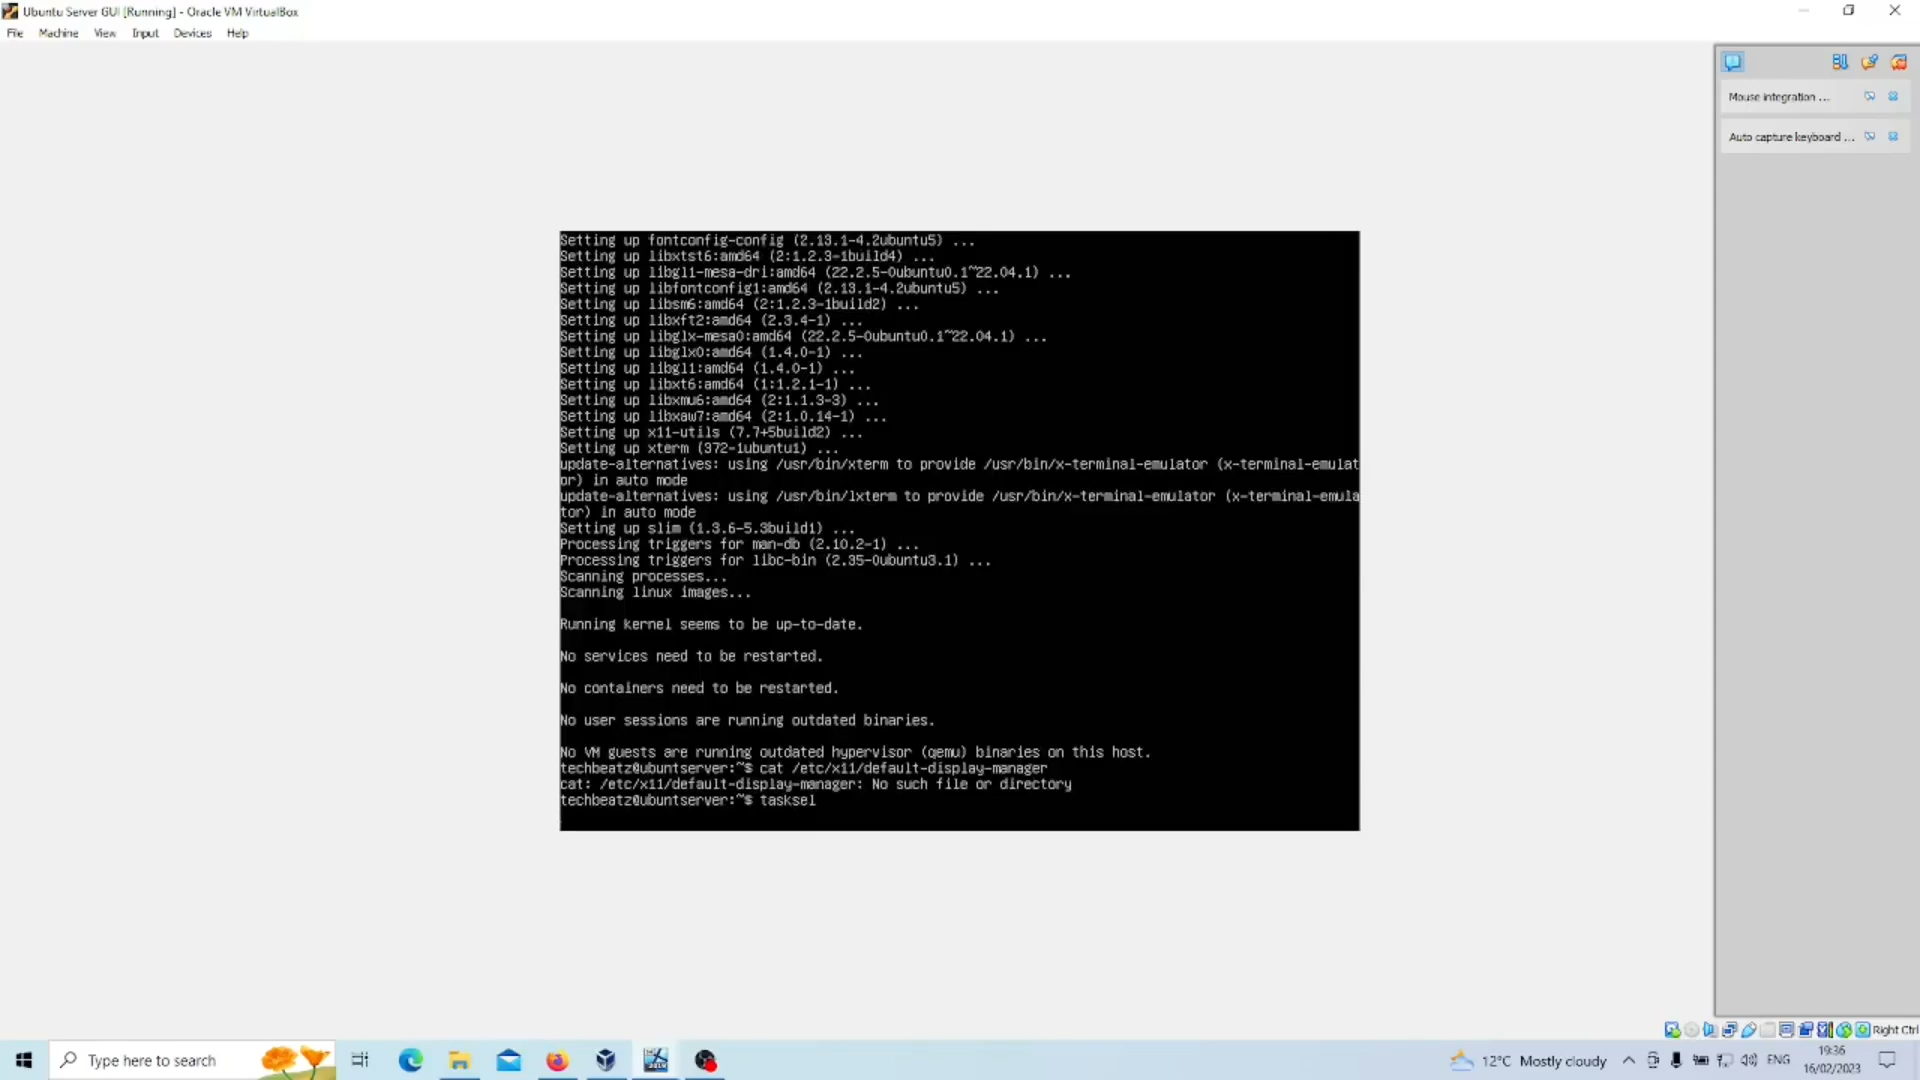 Ubuntu Server GUI [Running] - Oracle VM VirtualBox
File Machine View Input Devices Help
Mouse integration ...
Auto capture keyboard ...
Setting up fontconfig-config (2.13.1-4.2ubuntu5) ...
Setting up libxtst6:amd64 (2:1.2.3-1build4) ...
Setting up libgl1-mesa-dri:amd64 (22.2.5-0ubuntu0.1~22.04.1) ...
Setting up libfontconfig1:amd64 (2.13.1-4.2ubuntu5) ...
Setting up libsm6:amd64 (2:1.2.3-1build2) ...
Setting up libxft2:amd64 (2.3.4-1) ...
Setting up libglx-mesa0:amd64 (22.2.5-0ubuntu0.1~22.04.1) ...
Setting up libglx0:amd64 (1.4.0-1) ...
Setting up libgl1:amd64 (1.4.0-1) ...
Setting up libxt6:amd64 (1:1.2.1-1) ...
Setting up libxmu6:amd64 (2:1.1.3-3) ...
Setting up libxaw7:amd64 (2:1.0.14-1) ...
Setting up x11-utils (7.7+5build2) ...
Setting up xterm (372-1ubuntu1) ...
update-alternatives: using /usr/bin/xterm to provide /usr/bin/x-terminal-emulator (x-terminal-emulat
or) in auto mode
update-alternatives: using /usr/bin/lxterm to provide /usr/bin/x-terminal-emulator (x-terminal-emula
tor) in auto mode
Setting up slim (1.3.6-5.3build1) ...
Processing triggers for man-db (2.10.2-1) ...
Processing triggers for libc-bin (2.35-0ubuntu3.1) ...
Scanning processes...
Scanning linux images...
Running kernel seems to be up-to-date.
No services need to be restarted.
No containers need to be restarted.
No user sessions are running outdated binaries.
No VM guests are running outdated hypervisor (qemu) binaries on this host.
techbeatz@ubuntserver:~$ cat /etc/x11/default-display-manager
cat: /etc/x11/default-display-manager: No such file or directory
techbeatz@ubuntserver:~$ tasksel
Right Ctrl
Type here to search
12°C Mostly cloudy
ENG
19:36
16/02/2023